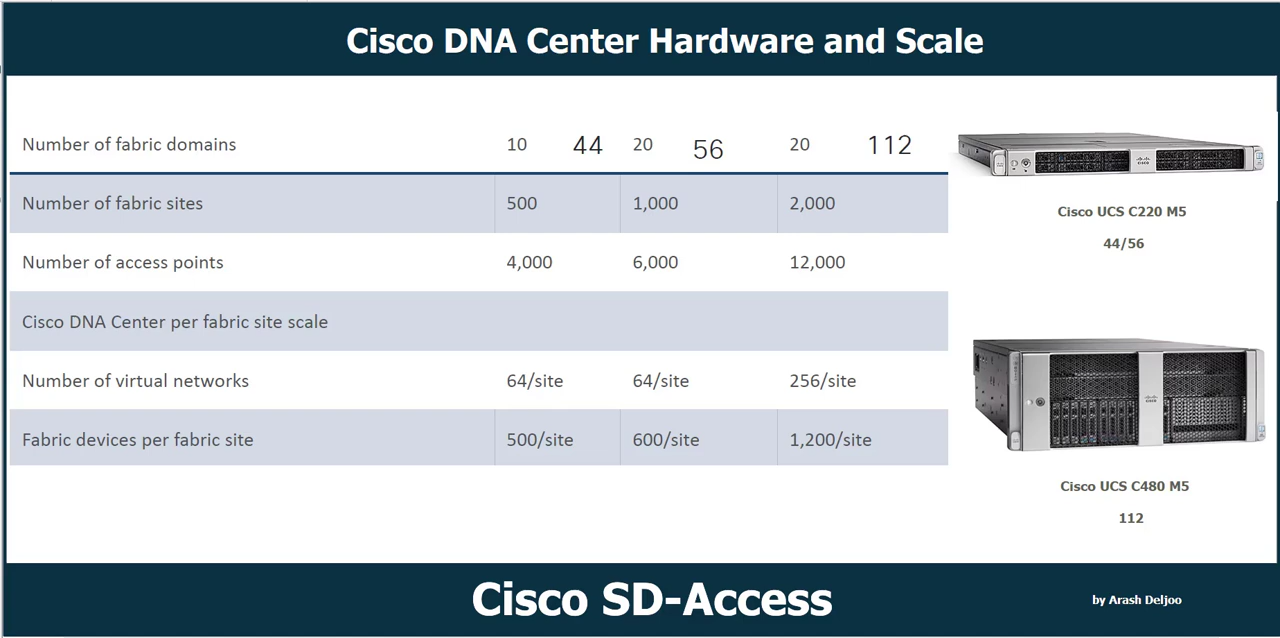 Cisco DNA Center Hardware and Scale
Number of fabric domains 10 44 20 56 20 112
Number of fabric sites 500 1,000 2,000
Number of access points 4,000 6,000 12,000
Cisco DNA Center per fabric site scale
Number of virtual networks 64/site 64/site 256/site
Fabric devices per fabric site 500/site 600/site 1,200/site
Cisco UCS C220 M5
44/56
Cisco UCS C480 M5
112
Cisco SD-Access
by Arash Deljoo